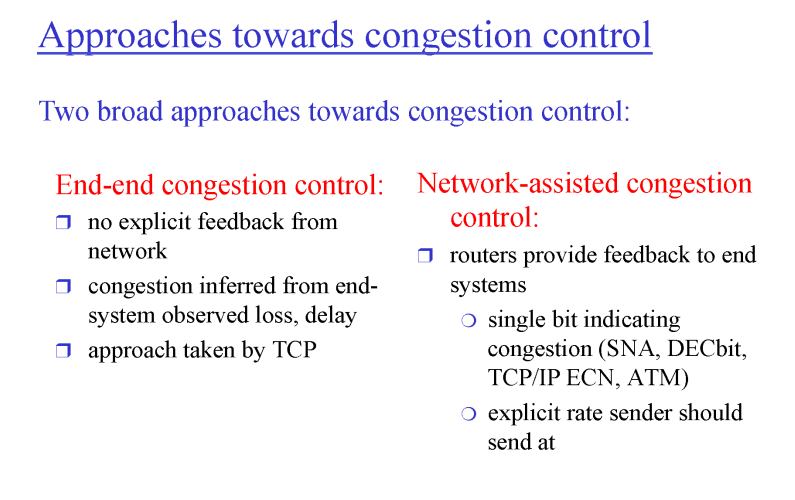 Approaches towards congestion control
Two broad approaches towards congestion control:
End-end congestion control:
no explicit feedback from
network
congestion inferred from end-
system observed loss, delay
approach taken by TCP
Network-assisted congestion
control:
routers provide feedback to end
systems
single bit indicating
congestion (SNA, DECbit,
TCP/IP ECN, ATM)
explicit rate sender should
send at